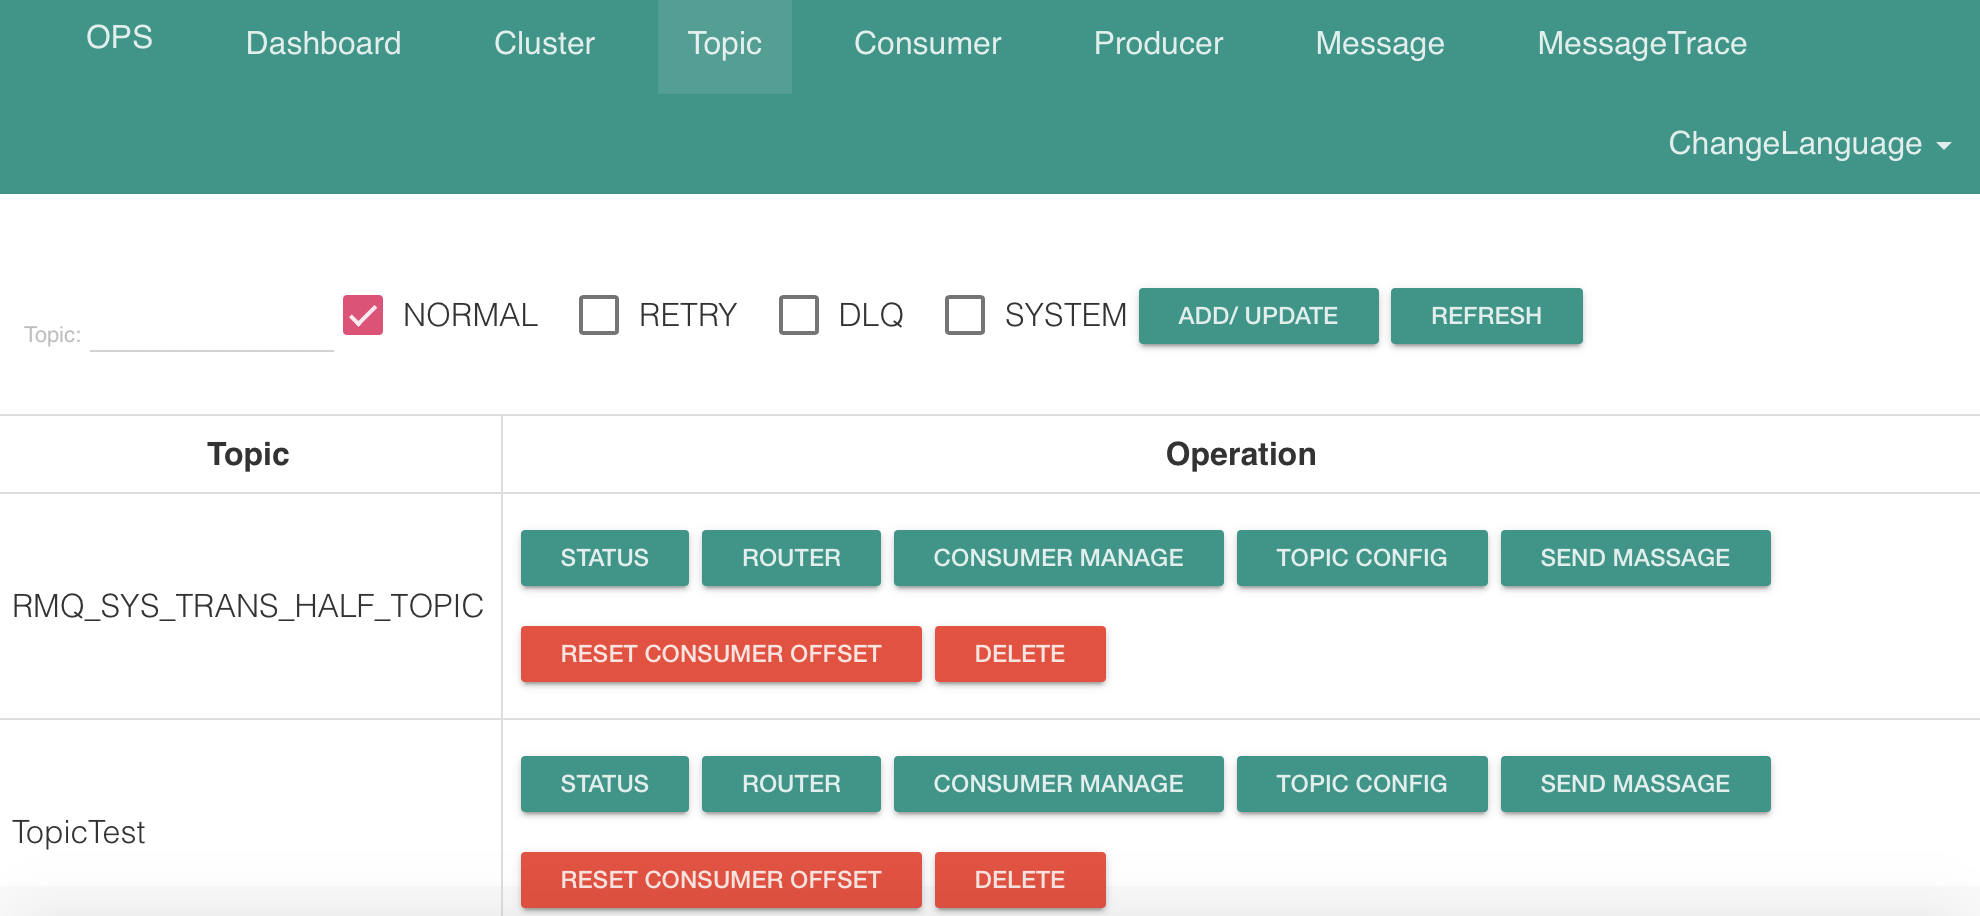 OPS Dashboard Cluster Topic Consumer Producer Message MessageTrace
ChangeLanguage
Topic: NORMAL RETRY DLQ SYSTEM ADD/ UPDATE REFRESH
Topic Operation
STATUS ROUTER CONSUMER MANAGE TOPIC CONFIG SEND MASSAGE
RMQ_SYS_TRANS_HALF_TOPIC
RESET CONSUMER OFFSET DELETE
STATUS ROUTER CONSUMER MANAGE TOPIC CONFIG SEND MASSAGE
TopicTest
RESET CONSUMER OFFSET DELETE